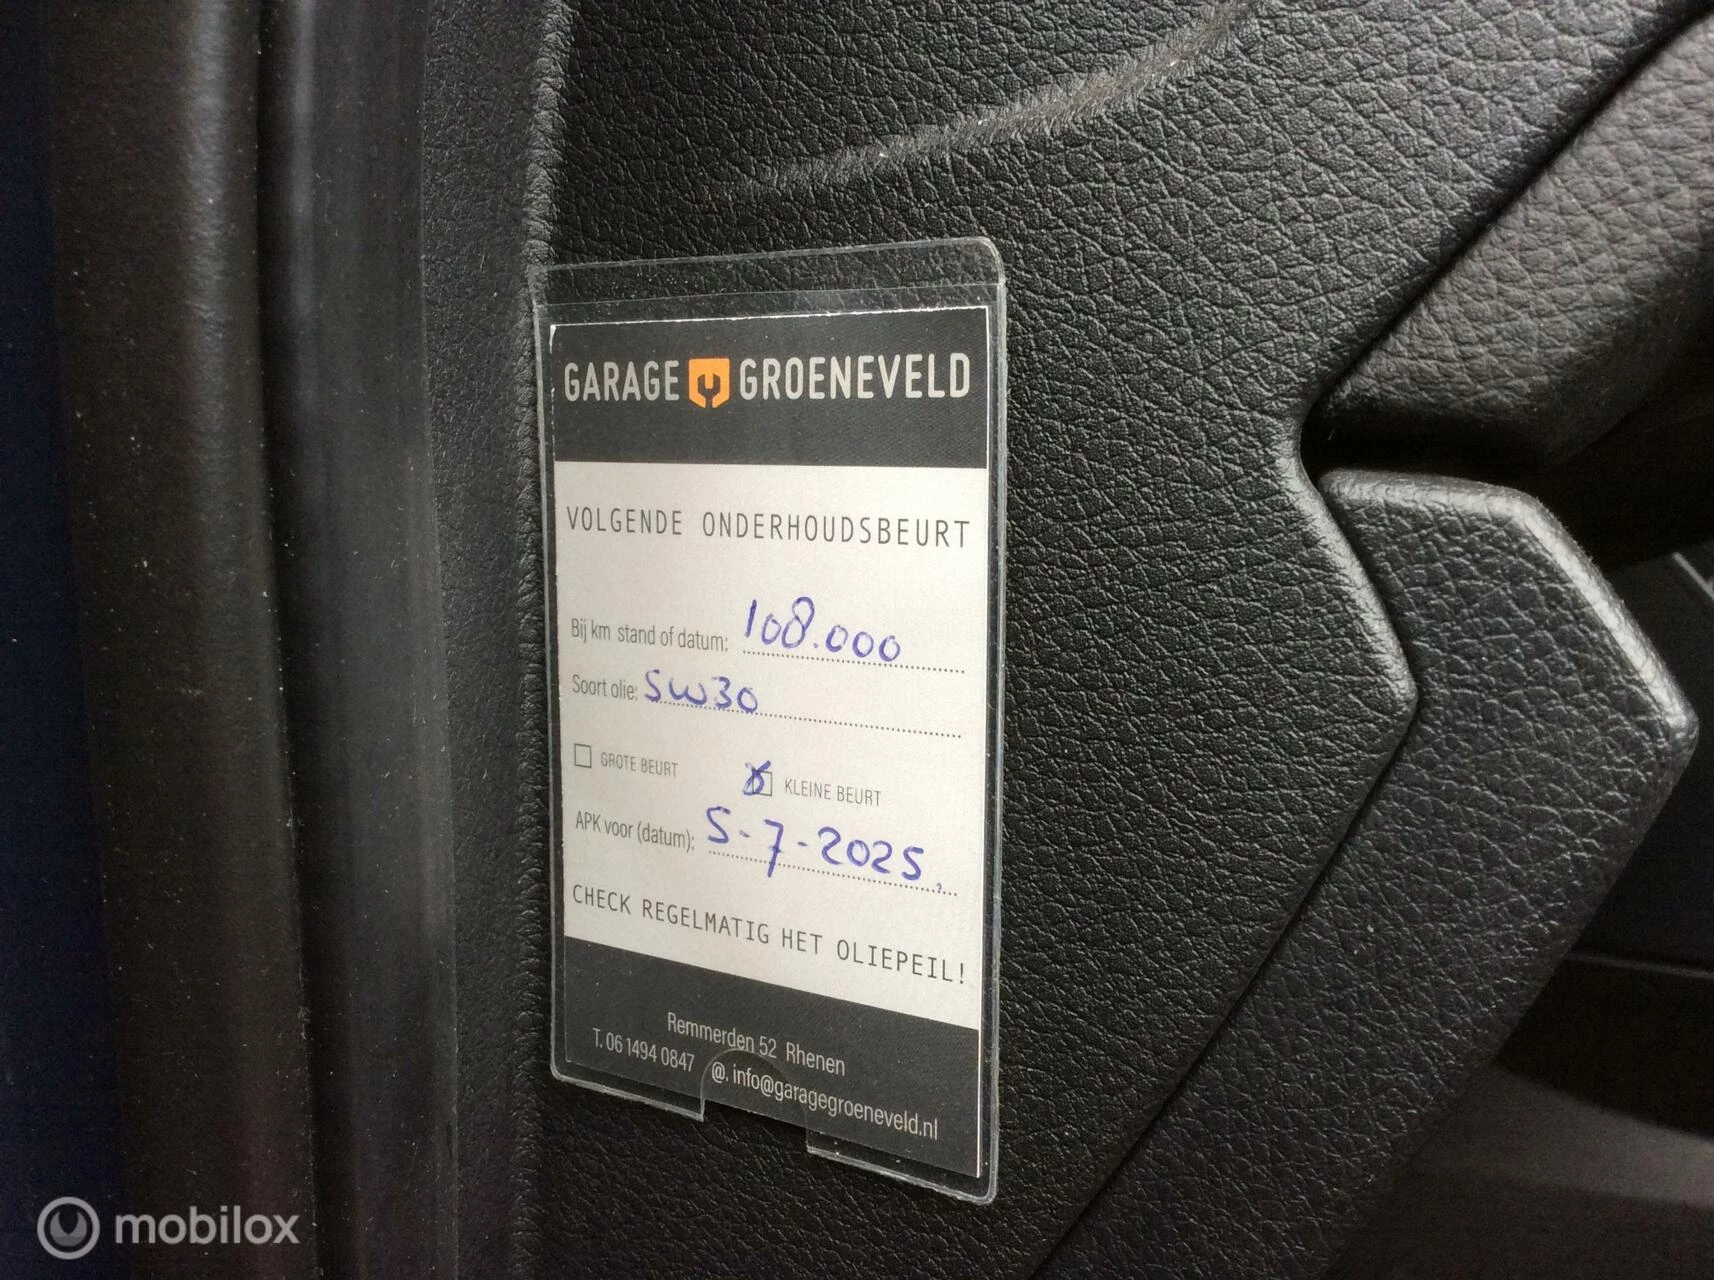 GARAGE GROENEVELD
VOLGENDE ONDERHOUDSBEURT
Bij km stand of datum: 108.000
Soort olie: 5W30
GROTE BEURT KLEINE BEURT
APK voor (datum): 5-7-2025
CHECK REGELMATIG HET OLIEPEIL!
Remmerden 52 Rhenen
T. 06 1494 0847 @. info@garagegroeneveld.nl
mobilox